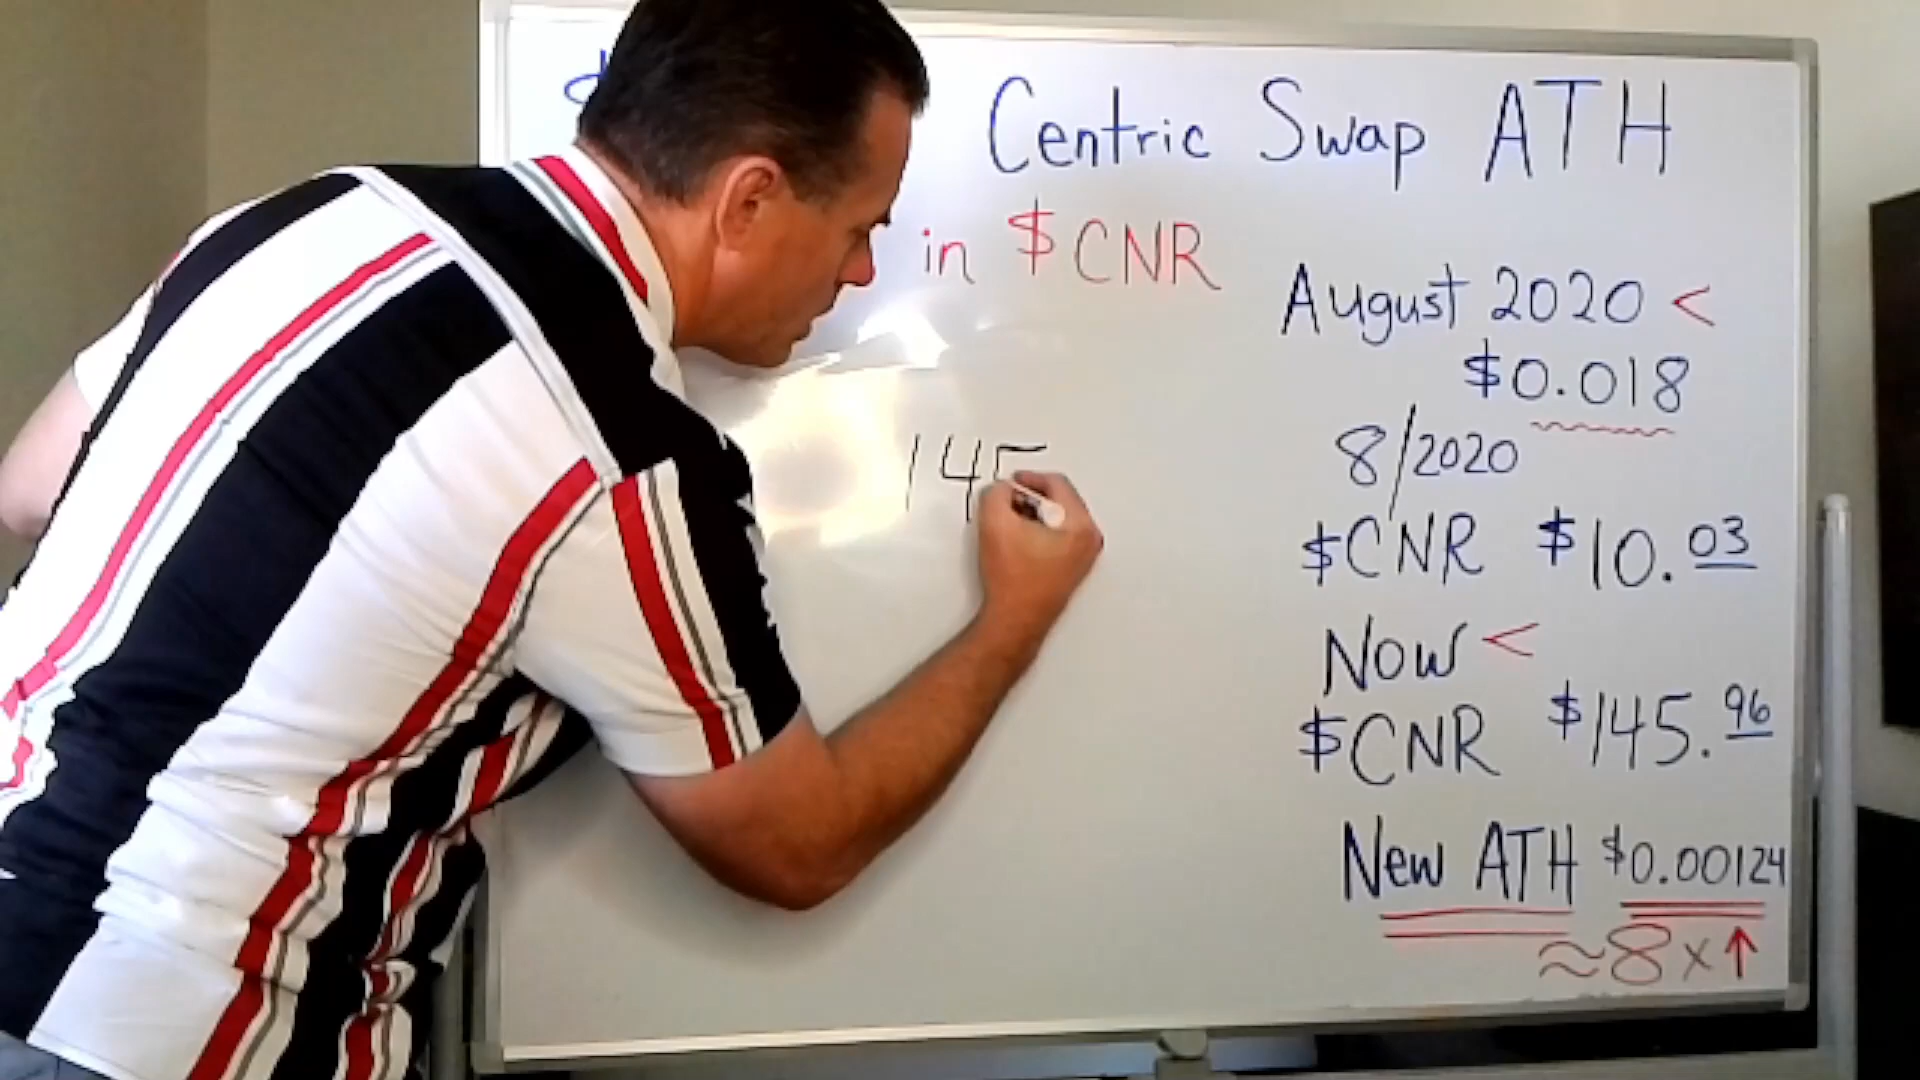 Centric Swap ATH
in $CNR
August 2020 <
$0.018
8/2020
$CNR $10.03
Now <
$CNR $145.96
New ATH $0.00124
≈8x↑
145